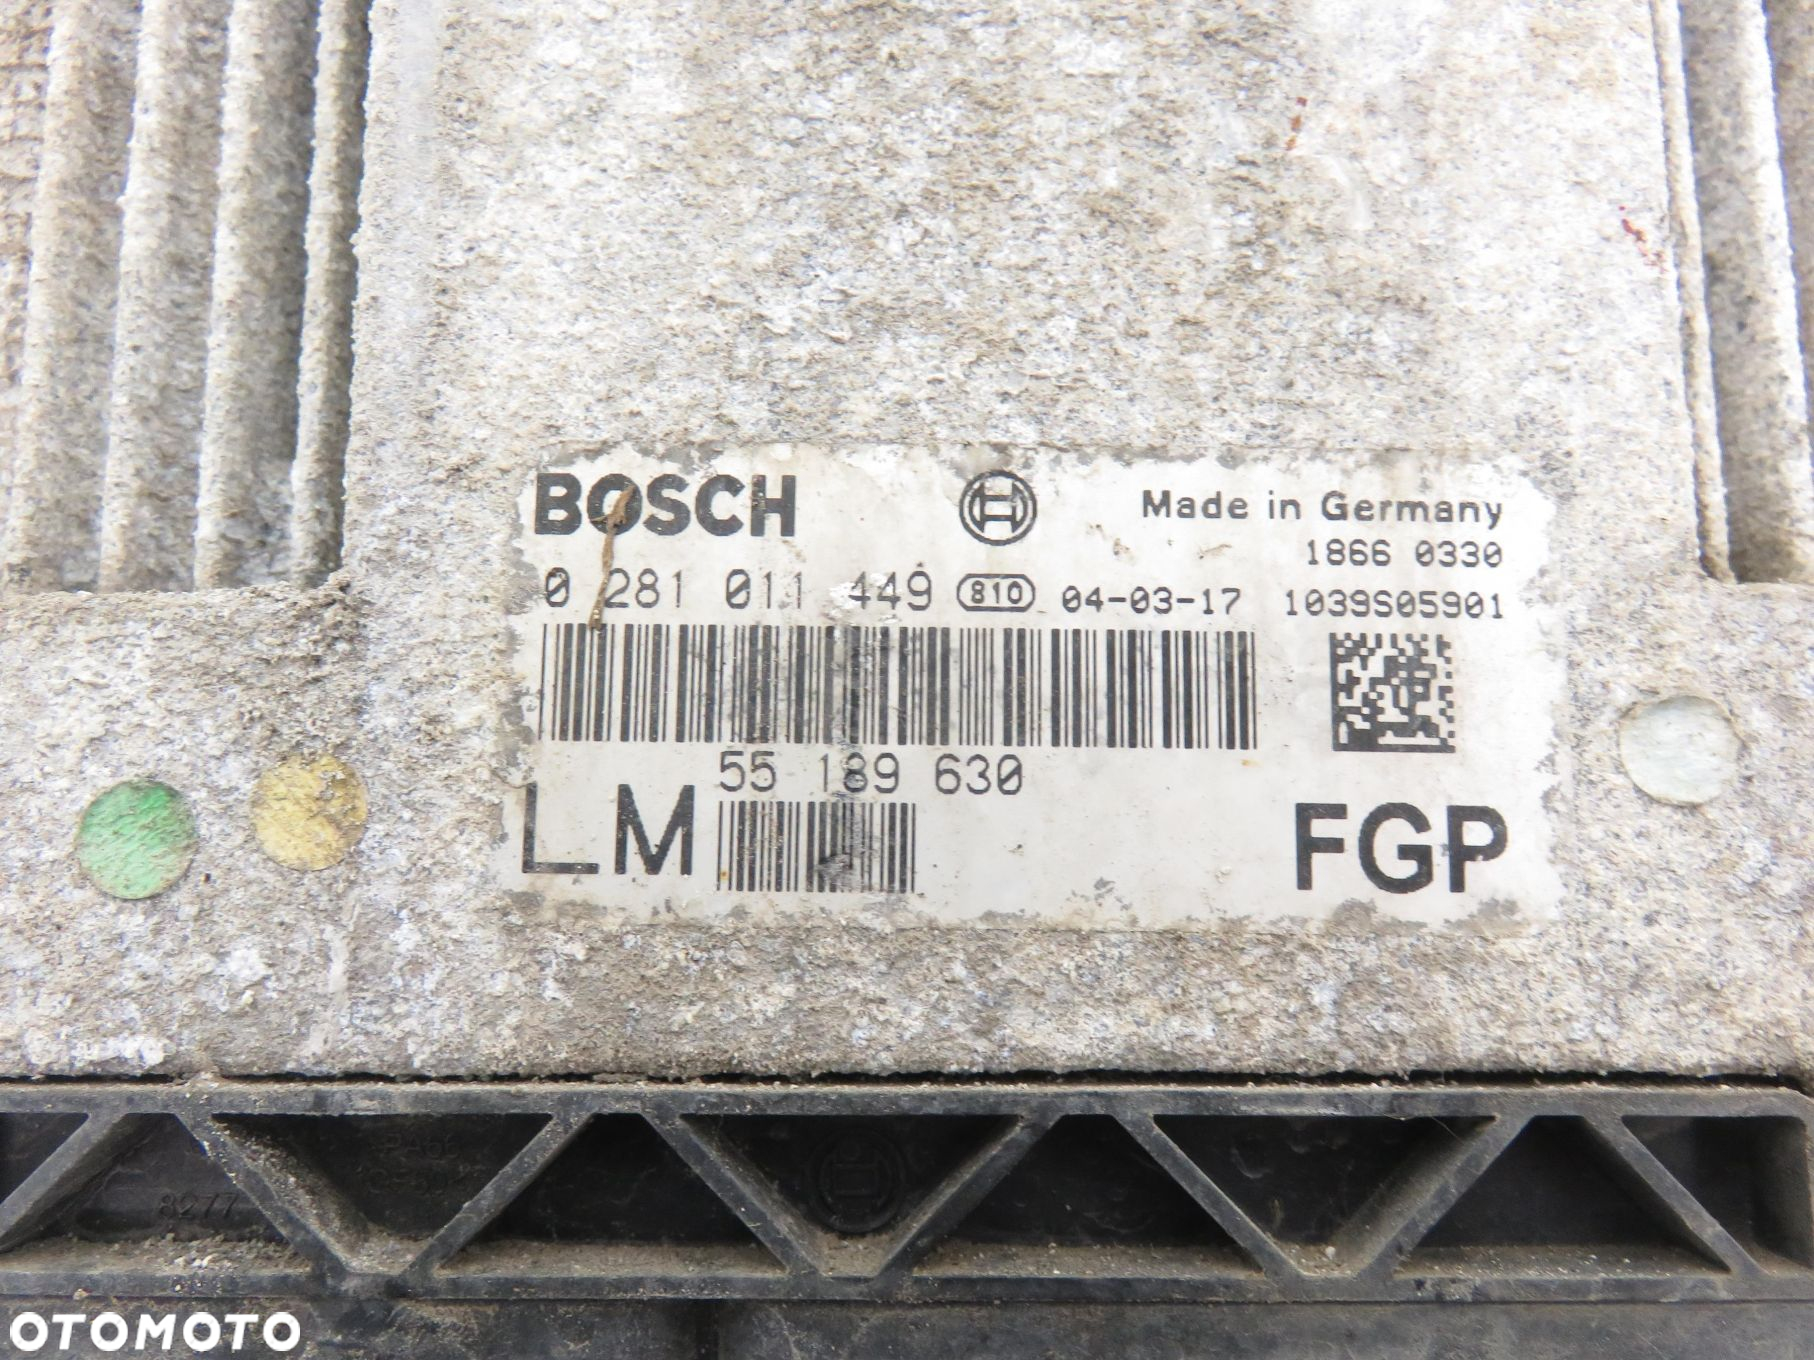 BOSCH
Made in Germany
1866 0330
0 281 011 449 810 04-03-17 1039S05901
55 189 630
LM
FGP
8277
OTOMOTO